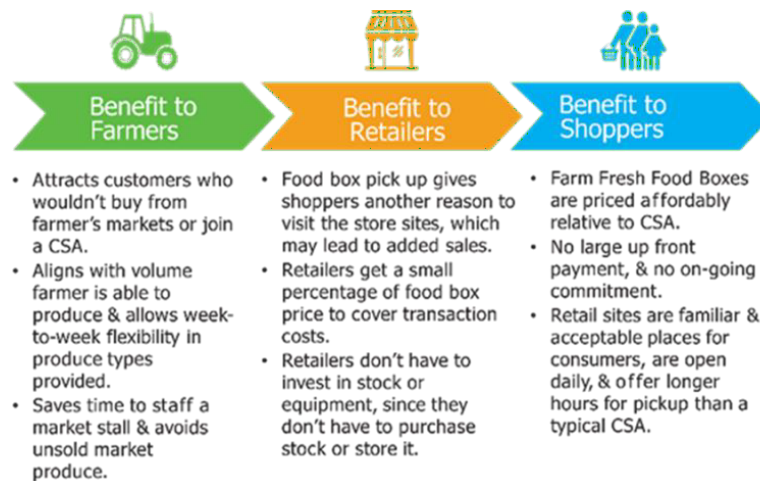 Benefit to
Farmers
• Attracts customers who
wouldn't buy from
farmer's markets or join
a CSA.
• Aligns with volume
farmer is able to
produce & allows week-
to-week flexibility in
produce types
provided.
• Saves time to staff a
market stall & avoids
unsold market
produce.
Benefit to
Retailers
• Food box pick up gives
shoppers another reason to
visit the store sites, which
may lead to added sales.
• Retailers get a small
percentage of food box
price to cover transaction
costs.
• Retailers don't have to
invest in stock or
equipment, since they
don't have to purchase
stock or store it.
Benefit to
Shoppers
• Farm Fresh Food Boxes
are priced affordably
relative to CSA.
• No large up front
payment, & no on-going
commitment.
• Retail sites are familiar &
acceptable places for
consumers, are open
daily, & offer longer
hours for pickup than a
typical CSA.